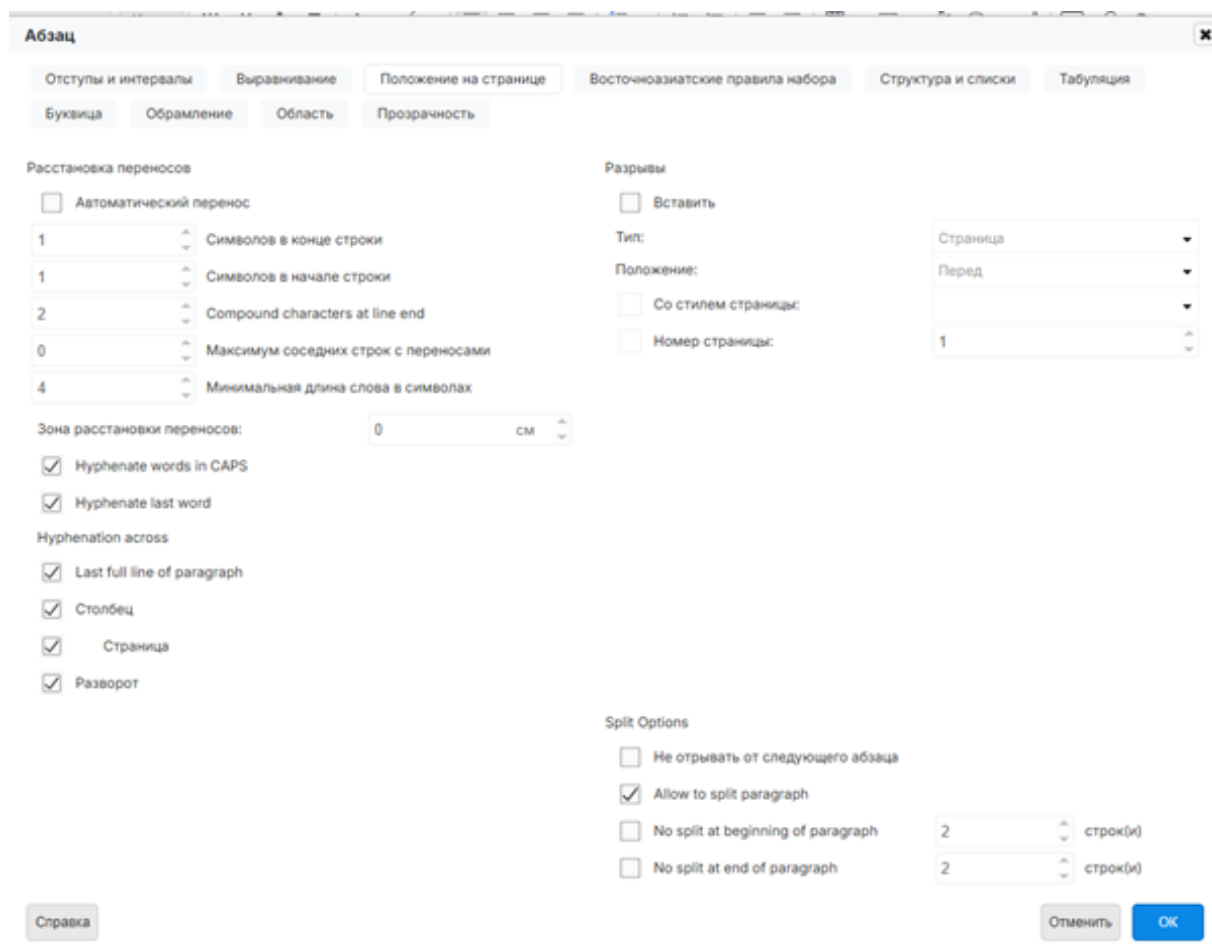 Абзац
Отступы и интервалы Выравнивание Положение на странице Восточноазиатские правила набора Структура и списки Табуляция
Буквица Обрамление Область Прозрачность
Расстановка переносов
Автоматический перенос
1 Символов в конце строки
1 Символов в начале строки
2 Compound characters at line end
0 Максимум соседних строк с переносами
4 Минимальная длина слова в символах
Зона расстановки переносов: 0 см
Hyphenate words in CAPS
Hyphenate last word
Hyphenation across
Last full line of paragraph
Столбец
Страница
Разворот
Разрывы
Вставить
Тип: Страница
Положение: Перед
Со стилем страницы:
Номер страницы: 1
Split Options
Не отрывать от следующего абзаца
Allow to split paragraph
No split at beginning of paragraph 2 строк(и)
No split at end of paragraph 2 строк(и)
Справка Отменить ОК